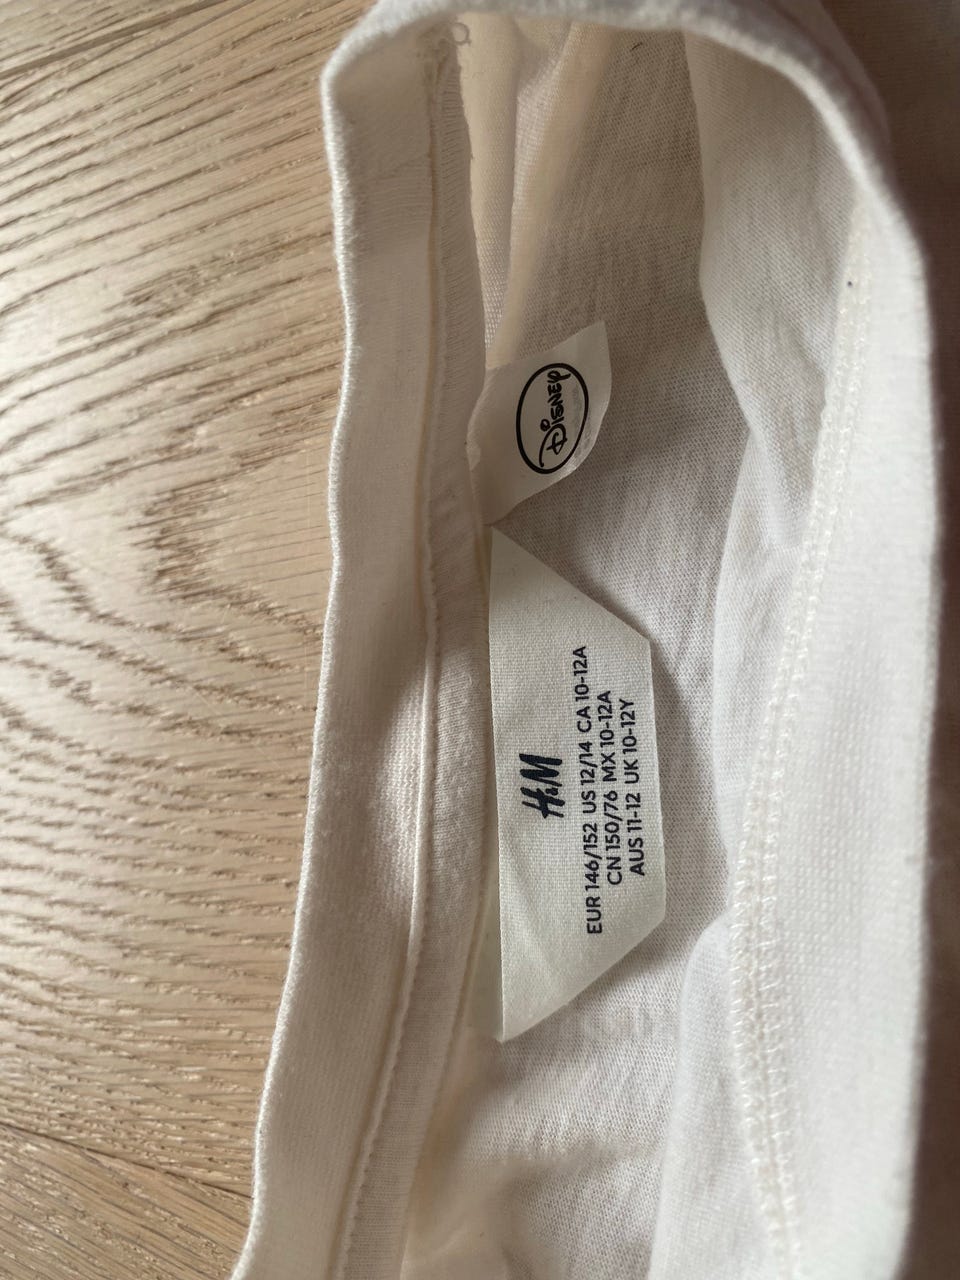 Disney
H&M
EUR 146/152 US 12/14 CA 10-12A
CN 150/76 MX 10-12A
AUS 11-12 UK 10-12Y